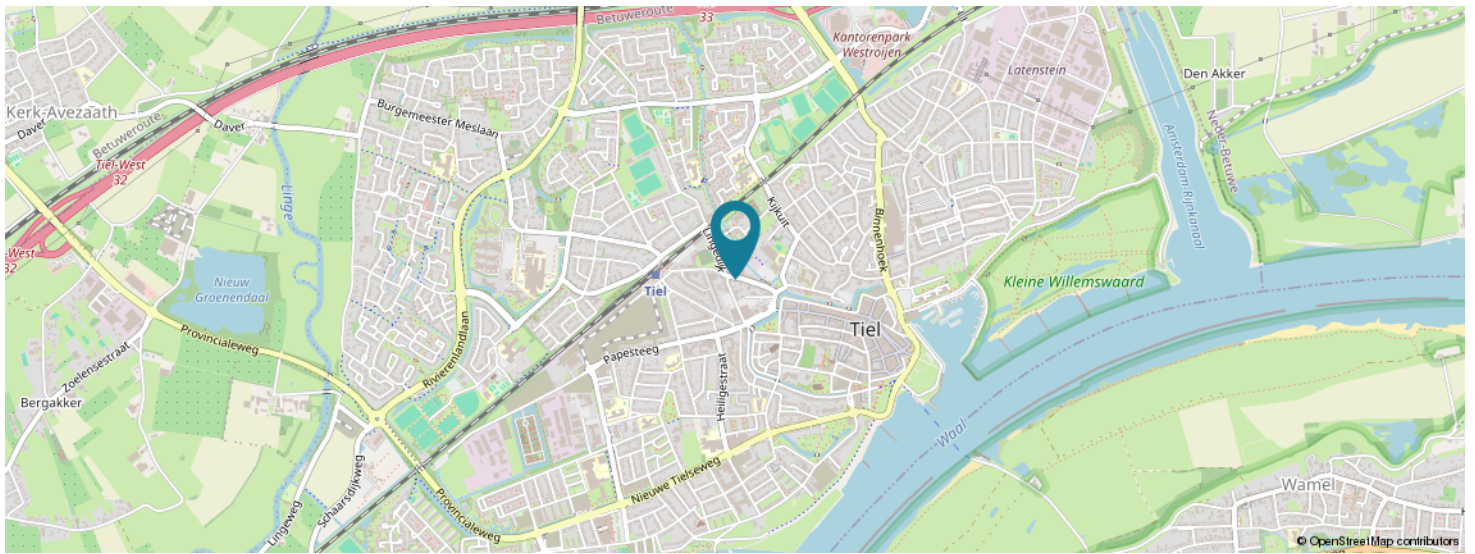 Betuweroute
33
Kantorenpark
Westroijen
Latenstein
Den Akker
Kerk-Avezaath
Daver
Daver
Betuweroute
Burgemeester Meslaan
Tiel-West
32
Linge
Amsterdam-Rijnkanaal
Neder-Betuwe
Kijkuit
Lingedijk
Binnenhoek
-West
32
Nieuw
Groenendaal
Tiel
Kleine Willemswaard
Tiel
Provincialeweg
Zoelensestraat
Rivierenlandlaan
Papesteeg
Heiligestraat
Bergakker
Waal
Nieuwe Tielseweg
Schaarsdijkweg
Lingeweg
Provincialeweg
Wamel
H
© OpenStreetMap contributors